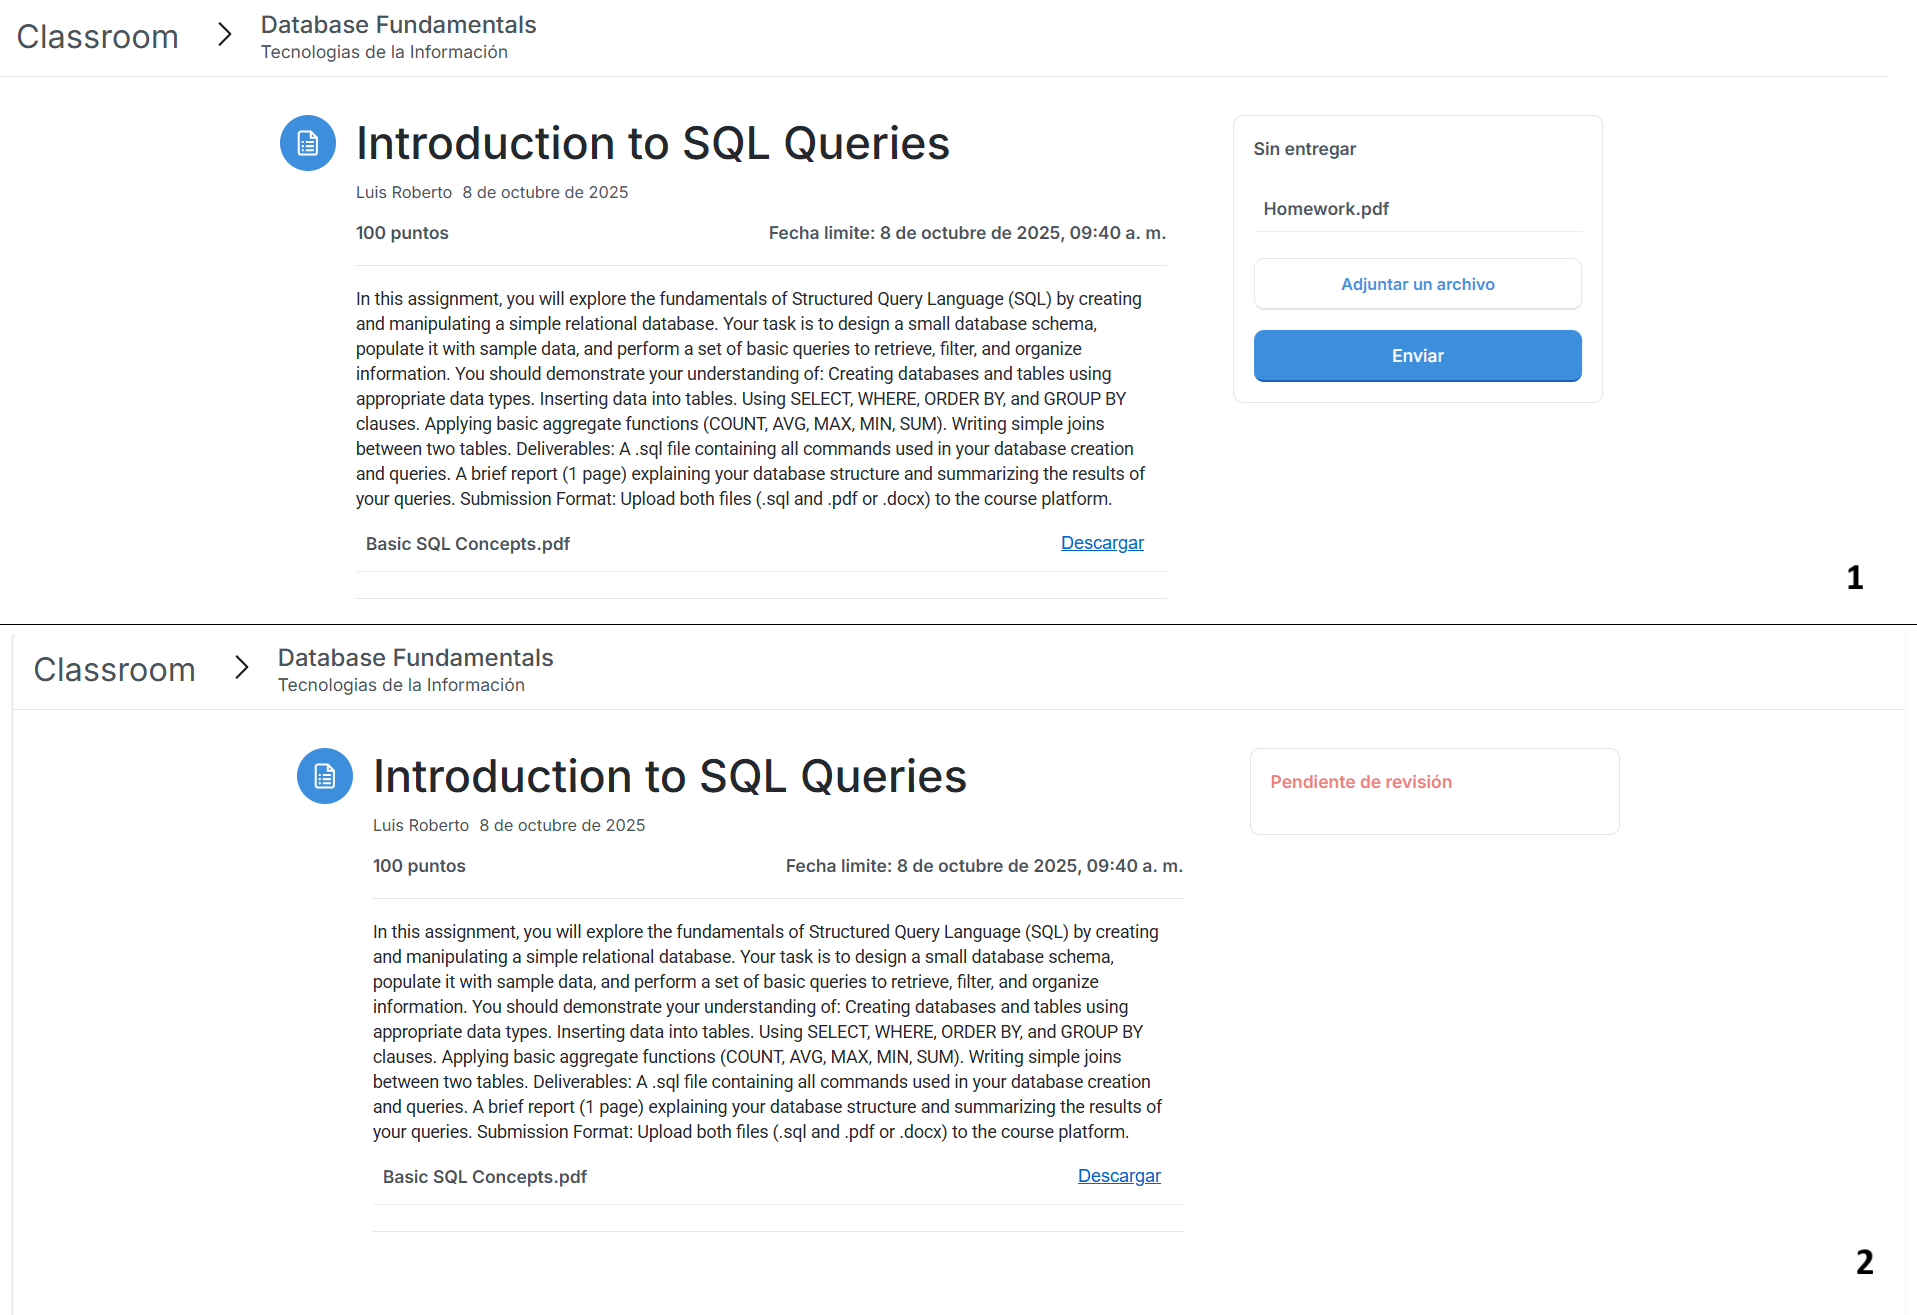 Classroom
Database Fundamentals
Tecnologias de la Información
Introduction to SQL Queries
Luis Roberto 8 de octubre de 2025
100 puntos
Fecha limite: 8 de octubre de 2025, 09:40 a. m.
In this assignment, you will explore the fundamentals of Structured Query Language (SQL) by creating
and manipulating a simple relational database. Your task is to design a small database schema,
populate it with sample data, and perform a set of basic queries to retrieve, filter, and organize
information. You should demonstrate your understanding of: Creating databases and tables using
appropriate data types. Inserting data into tables. Using SELECT, WHERE, ORDER BY, and GROUP BY
clauses. Applying basic aggregate functions (COUNT, AVG, MAX, MIN, SUM). Writing simple joins
between two tables. Deliverables: A .sql file containing all commands used in your database creation
and queries. A brief report (1 page) explaining your database structure and summarizing the results of
your queries. Submission Format: Upload both files (.sql and .pdf or .docx) to the course platform.
Basic SQL Concepts.pdf
Descargar
Sin entregar
Homework.pdf
Adjuntar un archivo
Enviar
1
Classroom
Database Fundamentals
Tecnologias de la Información
Introduction to SQL Queries
Luis Roberto 8 de octubre de 2025
100 puntos
Fecha limite: 8 de octubre de 2025, 09:40 a. m.
In this assignment, you will explore the fundamentals of Structured Query Language (SQL) by creating
and manipulating a simple relational database. Your task is to design a small database schema,
populate it with sample data, and perform a set of basic queries to retrieve, filter, and organize
information. You should demonstrate your understanding of: Creating databases and tables using
appropriate data types. Inserting data into tables. Using SELECT, WHERE, ORDER BY, and GROUP BY
clauses. Applying basic aggregate functions (COUNT, AVG, MAX, MIN, SUM). Writing simple joins
between two tables. Deliverables: A .sql file containing all commands used in your database creation
and queries. A brief report (1 page) explaining your database structure and summarizing the results of
your queries. Submission Format: Upload both files (.sql and .pdf or .docx) to the course platform.
Basic SQL Concepts.pdf
Descargar
Pendiente de revisión
2